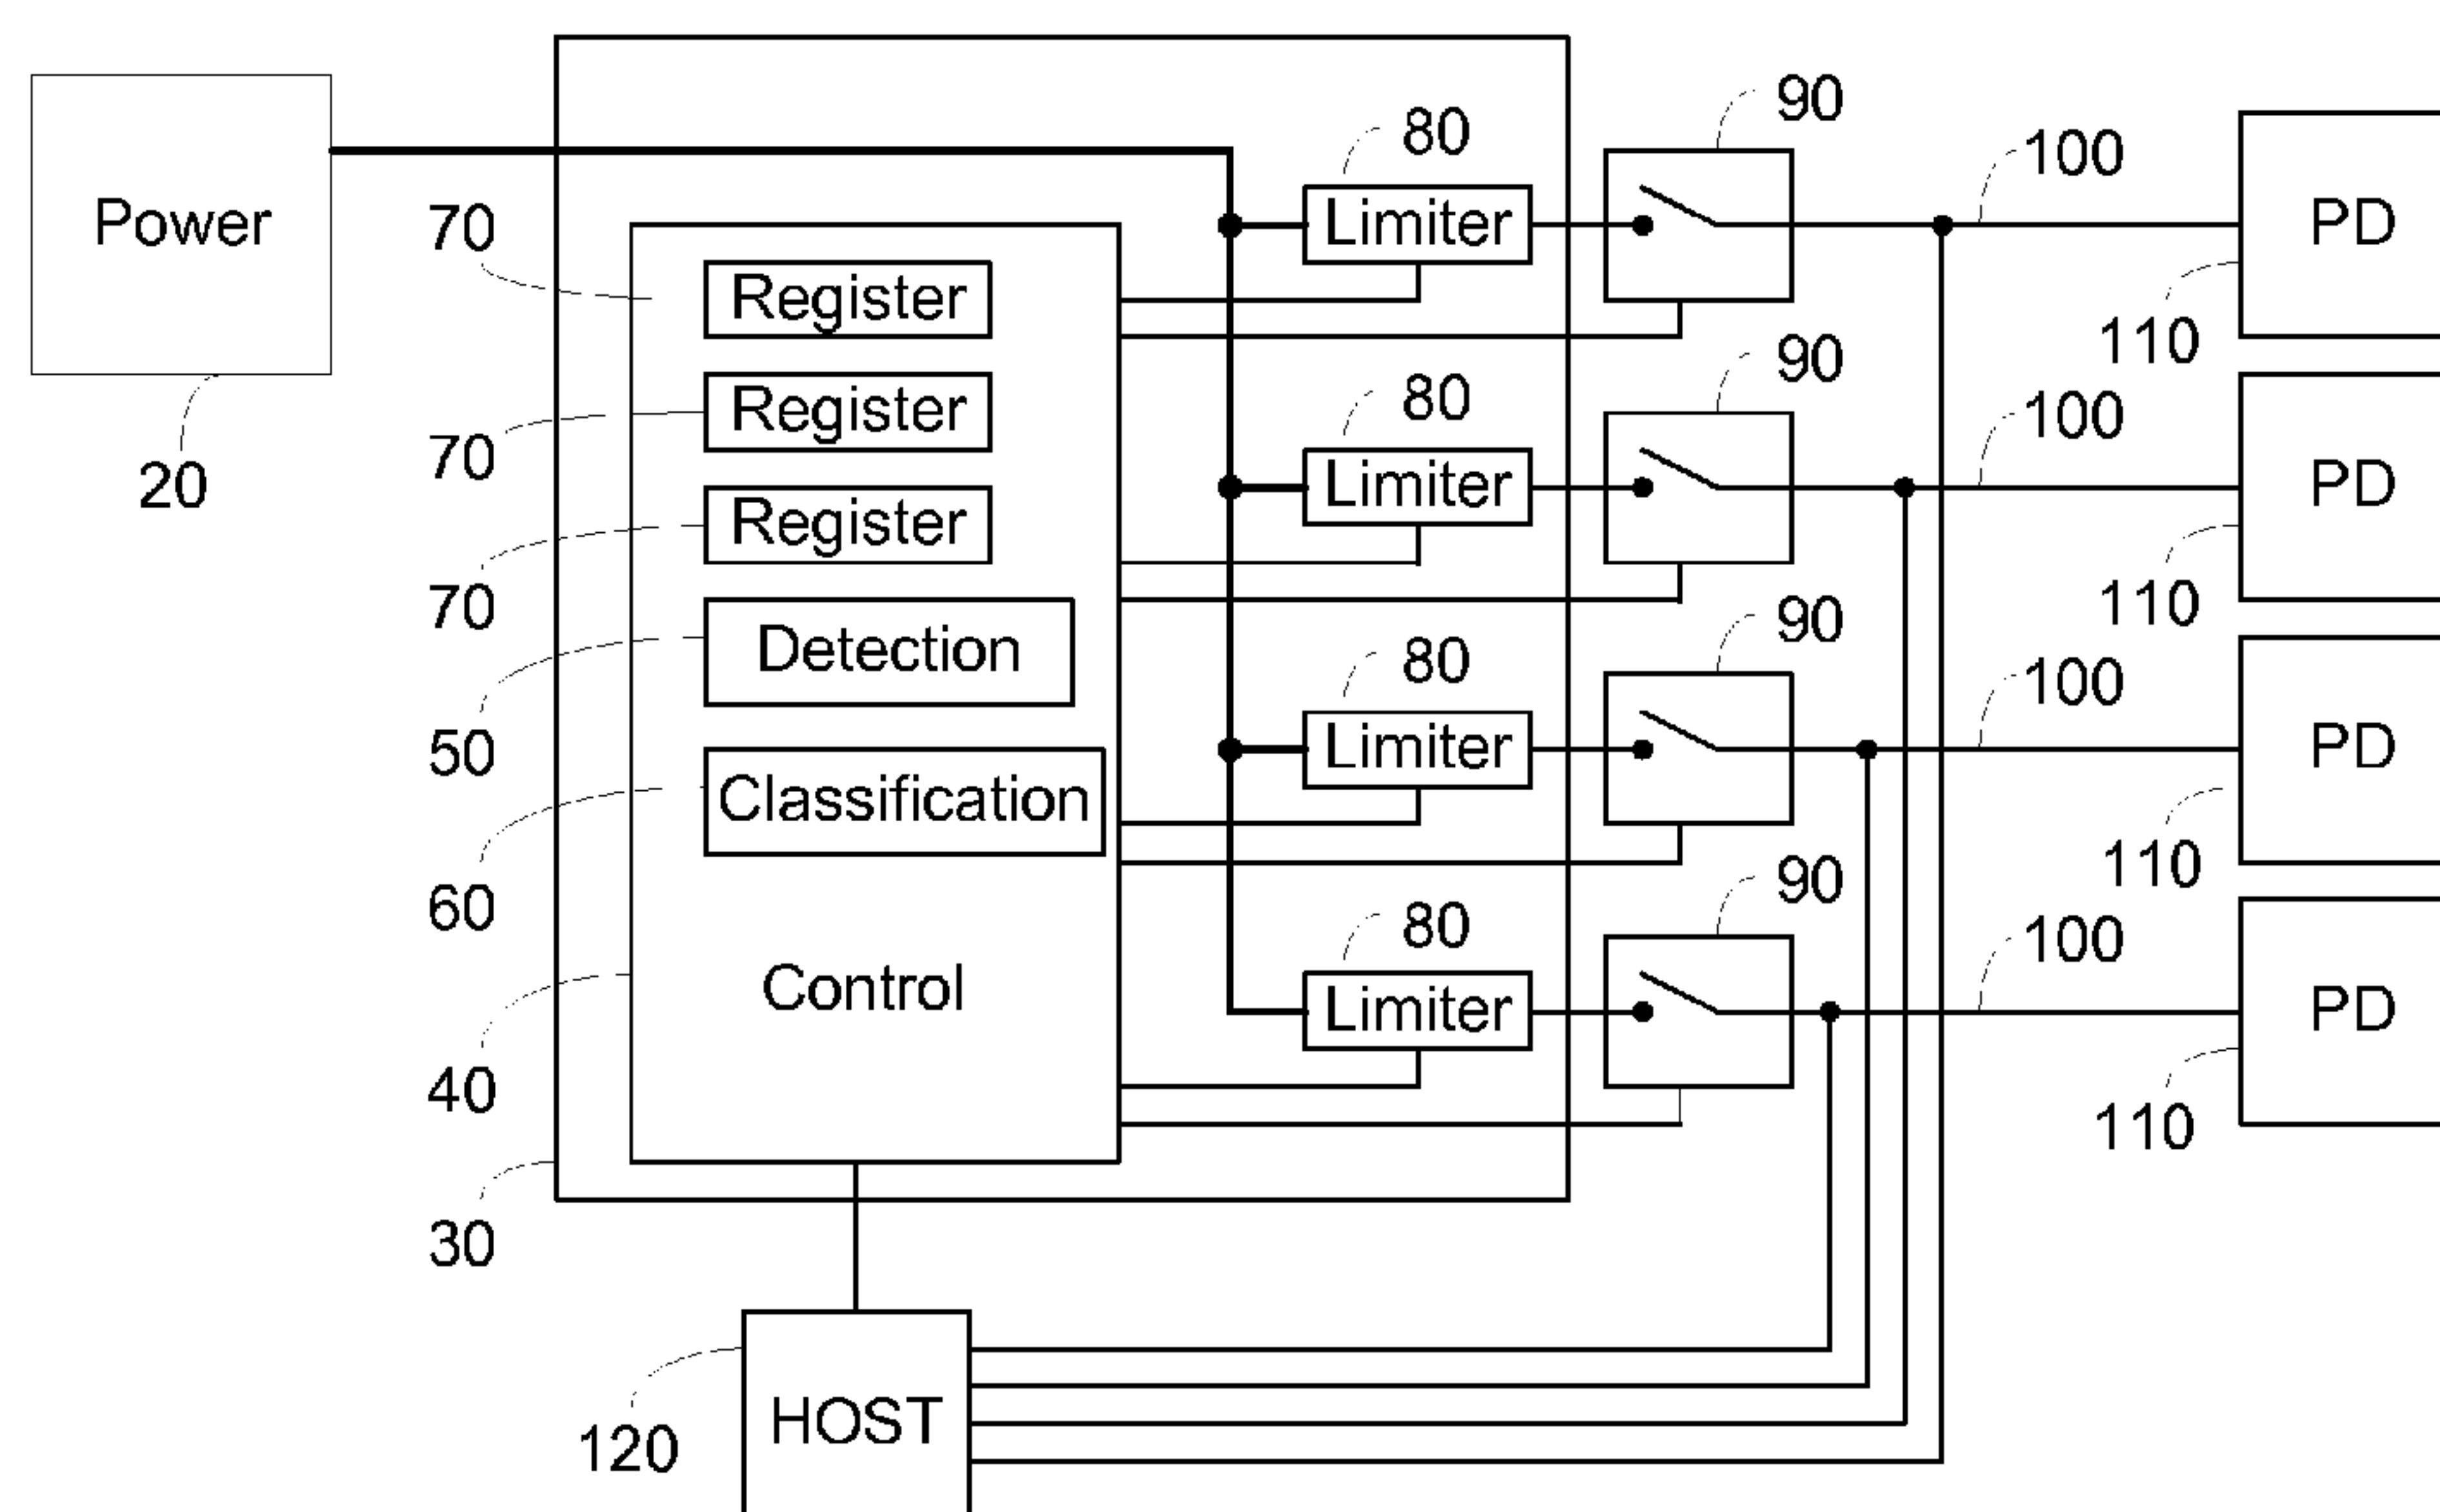 90
80
100
Power
70
Limiter
PD
Register
110
90
Register
80
100
70
20
Limiter
PD
Register
70
110
90
Detection
80
100
50
Limiter
PD
Classification
60
110
90
80
100
Control
Limiter
PD
40
110
30
HOST
120